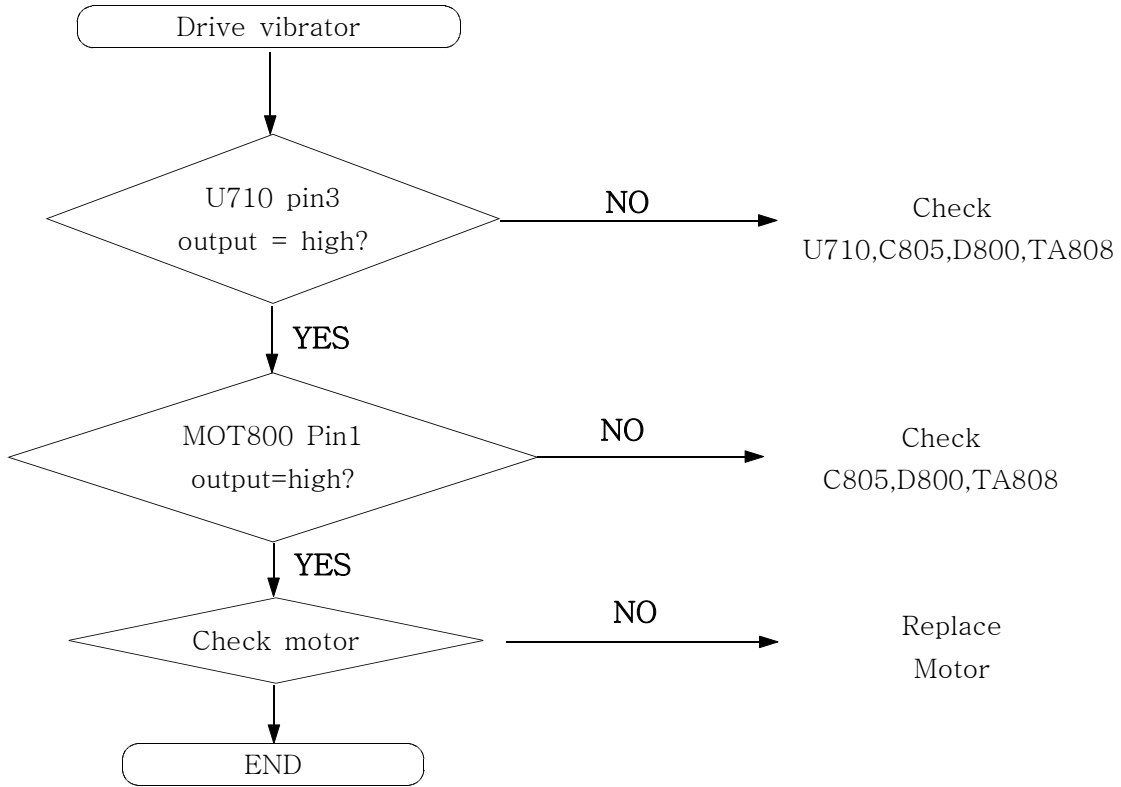 Drive vibrator
U710 pin3
output = high?
NO
Check
U710,C805,D800,TA808
YES
MOT800 Pin1
output=high?
NO
Check
C805,D800,TA808
YES
Check motor
NO
Replace
Motor
END